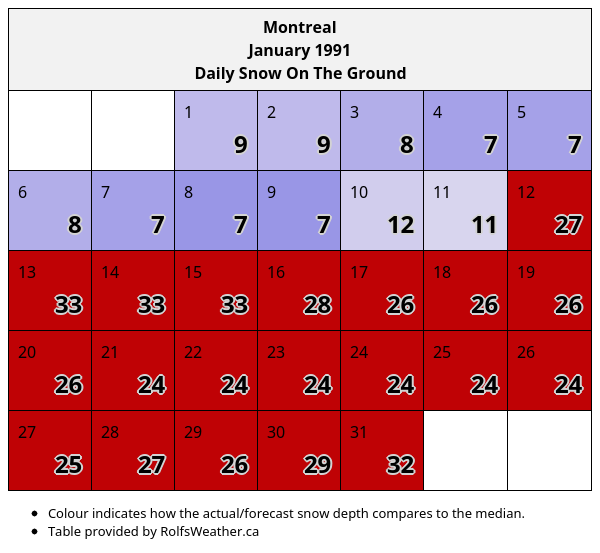 Montreal
January 1991
Daily Snow On The Ground
1 2 3 4 5
9 9 8 7 7
6 7 8 9 10 11 12
8 7 7 7 12 11 27
13 14 15 16 17 18 19
33 33 33 28 26 26 26
20 21 22 23 24 25 26
26 24 24 24 24 24 24
27 28 29 30 31
25 27 26 29 32
• Colour indicates how the actual/forecast snow depth compares to the median.
• Table provided by RolfsWeather.ca